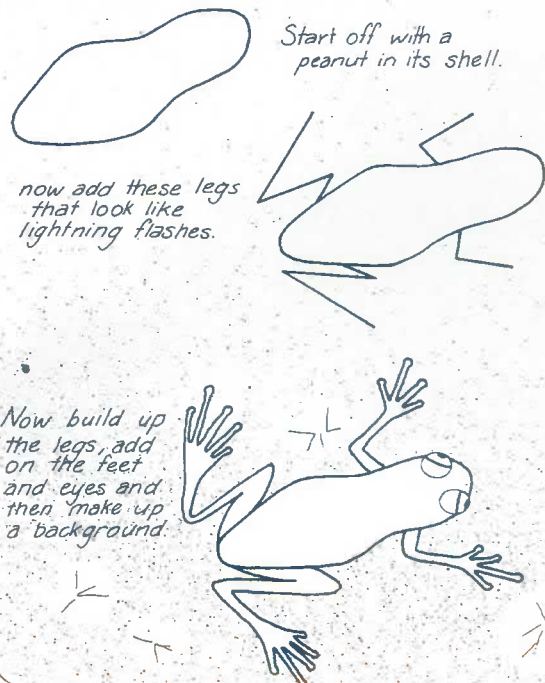 Start off with a
peanut in its shell.
now add these legs
that look like
lightning flashes.
Now build up
the legs, add
on the feet
and eyes and
then make up
a background.